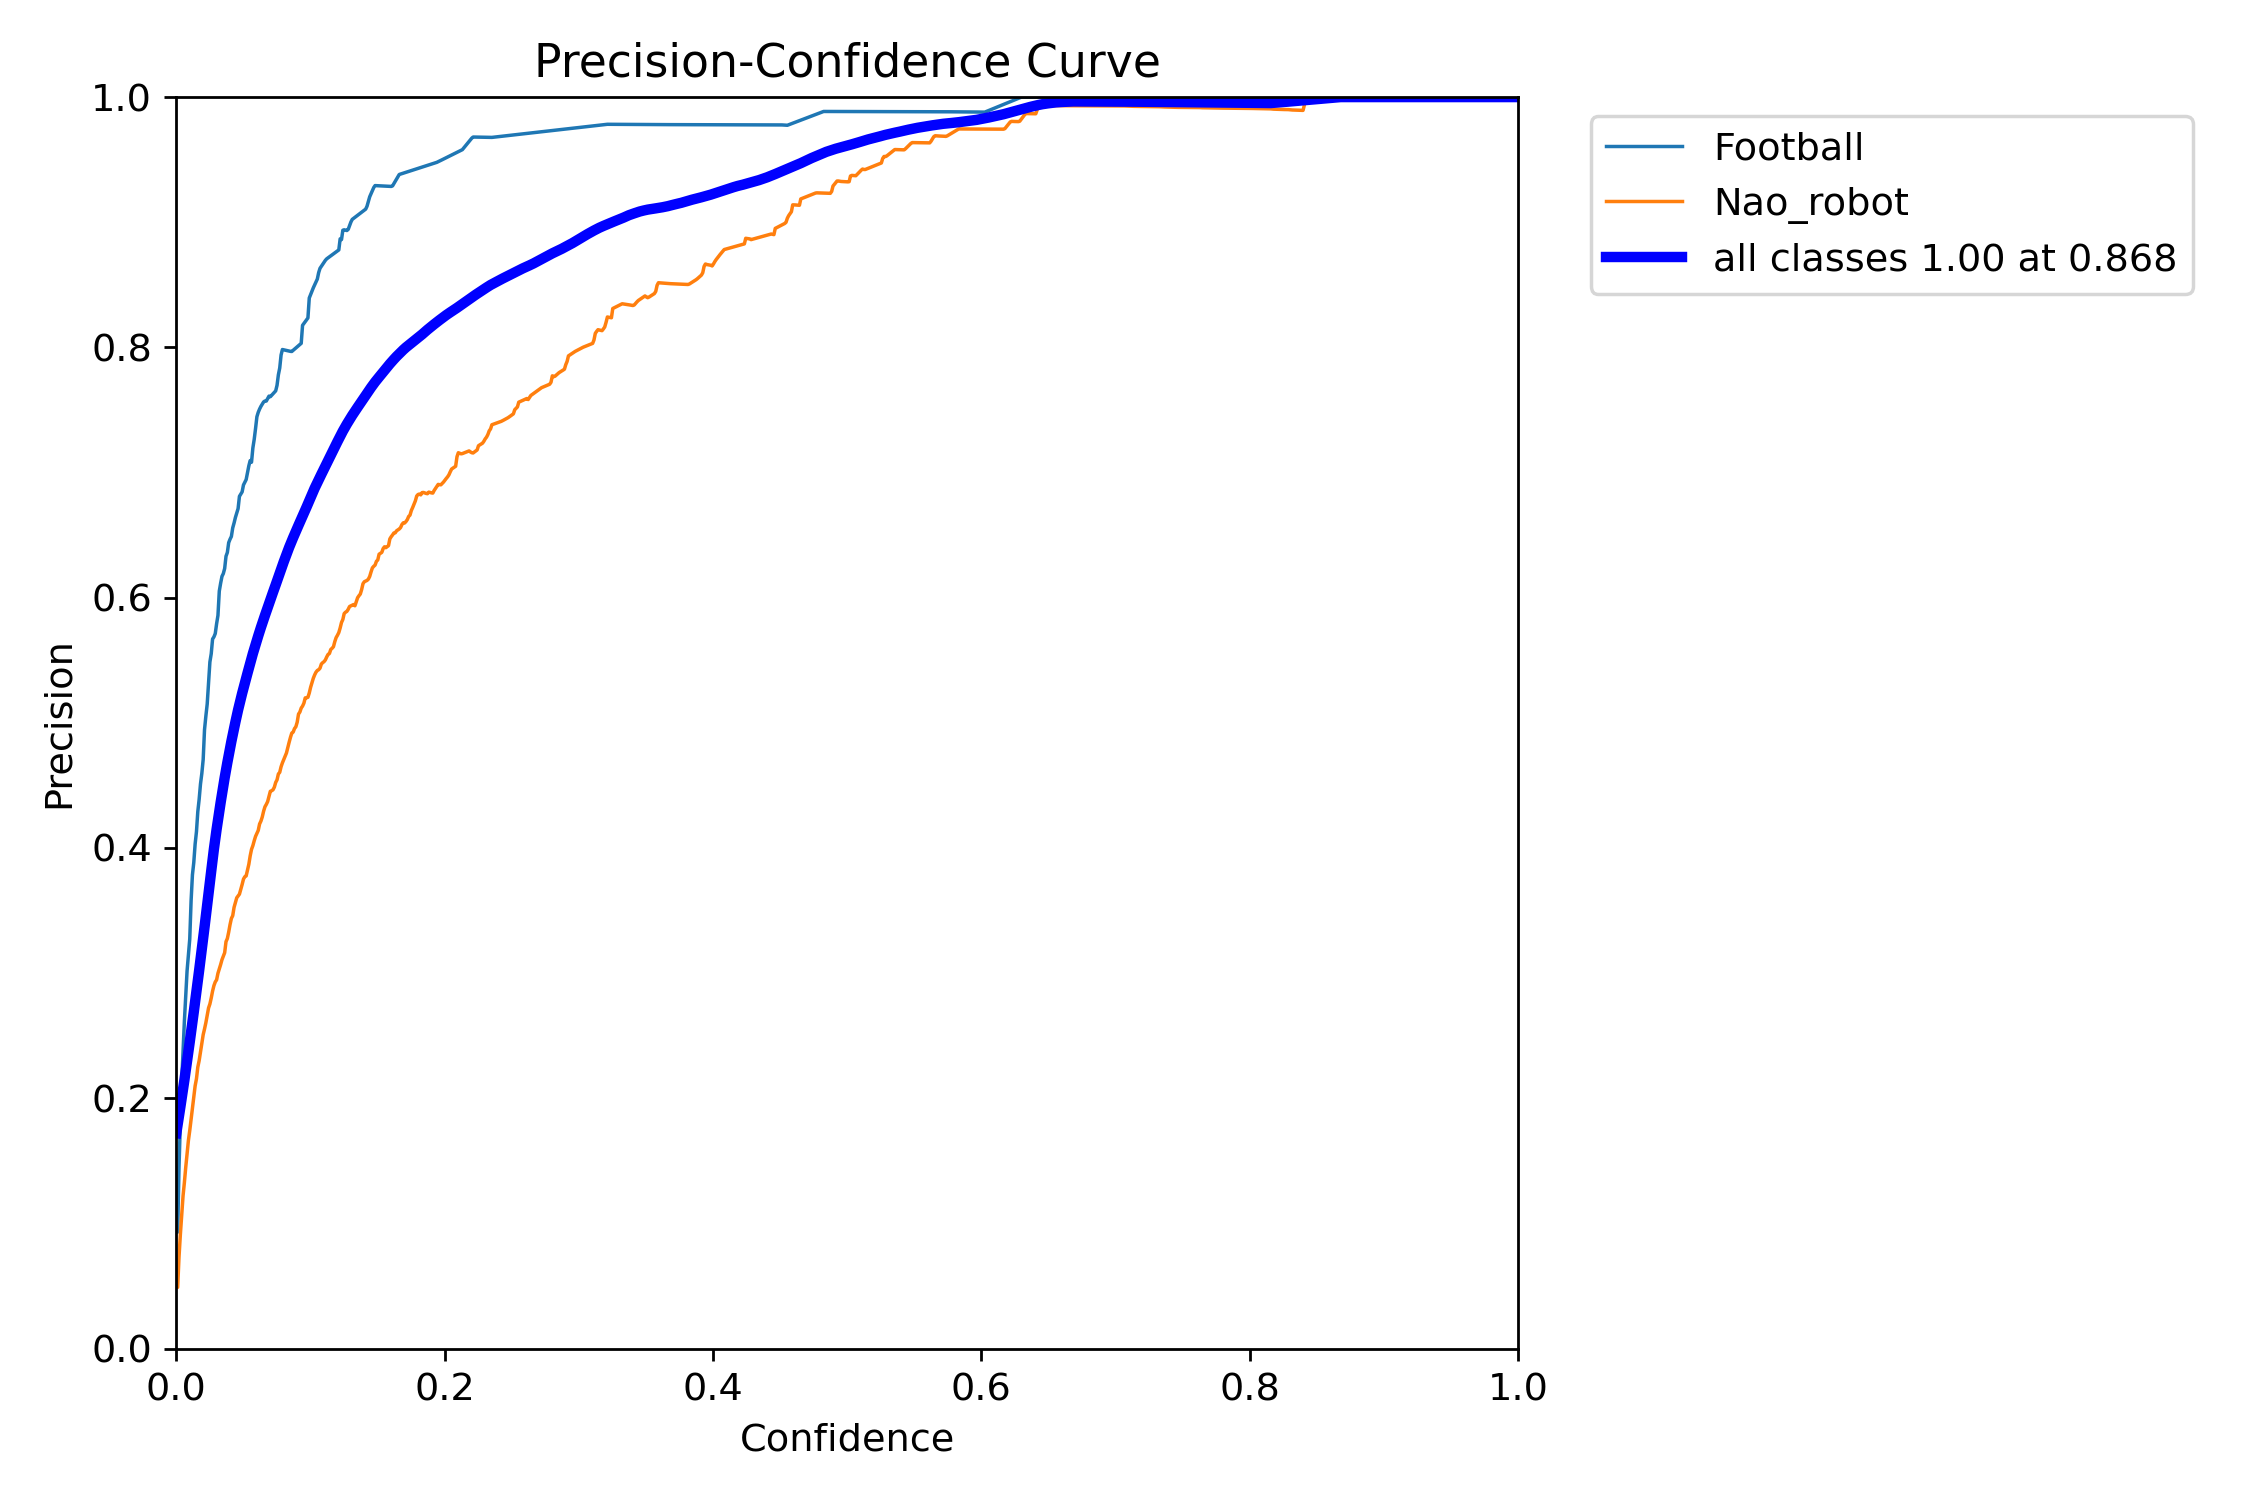 Precision-Confidence Curve
1.0
0.8
0.6
0.4
0.2
0.0
Precision
0.0 0.2 0.4 0.6 0.8 1.0
Confidence
Football
Nao_robot
all classes 1.00 at 0.868